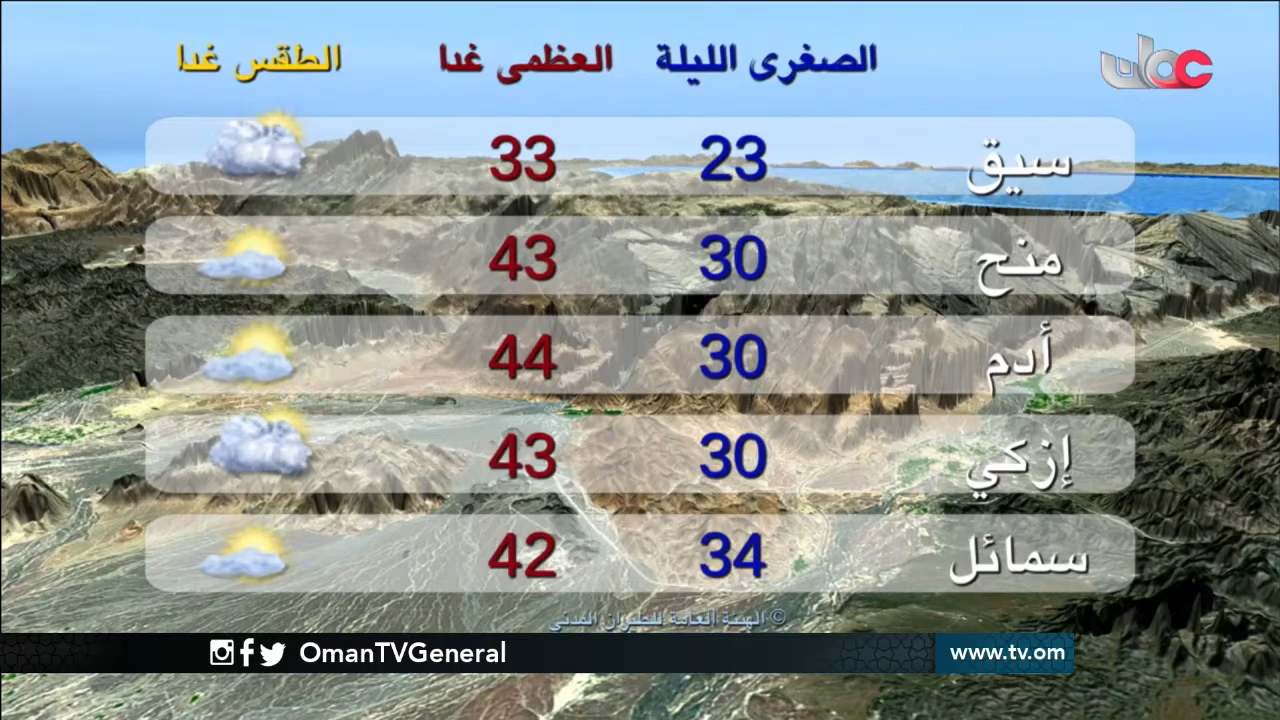 الصغرى الليلة العظمى غدا الطقس غدا
عمان
سيق 23 33
منح 30 43
أدم 30 44
إزكي 30 43
سمائل 34 42
© الهيئة العامة للطيران المدني
OmanTVGeneral www.tv.om